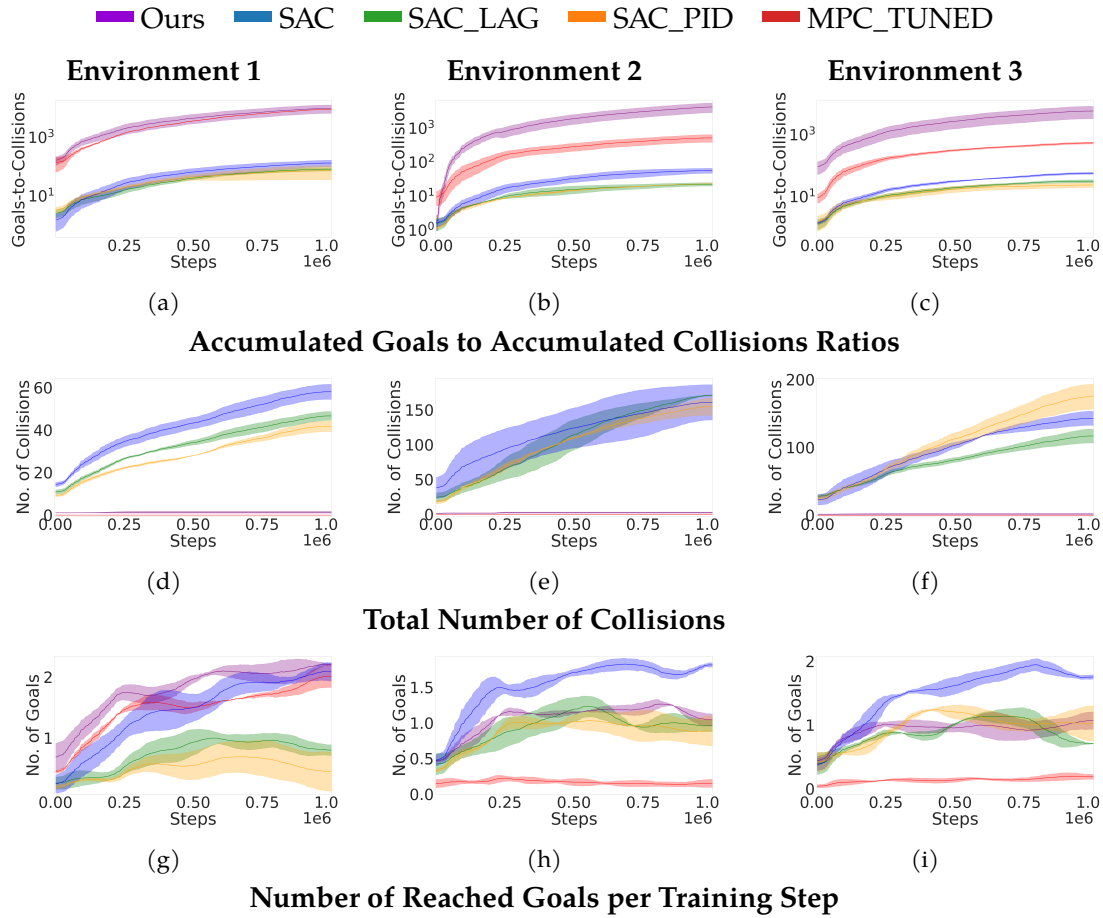 Ours SAC SAC_LAG SAC_PID MPC_TUNED
Environment 1 Environment 2 Environment 3
Goals-to-Collisions
10^3
10^1
0.00 0.25 0.50 0.75 1.0
Steps 1e6
(a)
Goals-to-Collisions
10^3
10^2
10^1
10^0
0.00 0.25 0.50 0.75 1.0
Steps 1e6
(b)
Goals-to-Collisions
10^3
10^1
0.00 0.25 0.50 0.75 1.0
Steps 1e6
(c)
Accumulated Goals to Accumulated Collisions Ratios
No. of Collisions
60
40
20
0
0.00 0.25 0.50 0.75 1.0
Steps 1e6
(d)
No. of Collisions
150
100
50
0
0.00 0.25 0.50 0.75 1.0
Steps 1e6
(e)
No. of Collisions
200
100
0
0.00 0.25 0.50 0.75 1.0
Steps 1e6
(f)
Total Number of Collisions
No. of Goals
2
1
0.00 0.25 0.50 0.75 1.0
Steps 1e6
(g)
No. of Goals
1.5
1.0
0.5
0.0
0.00 0.25 0.50 0.75 1.0
Steps 1e6
(h)
No. of Goals
2
1
0
0.00 0.25 0.50 0.75 1.0
Steps 1e6
(i)
Number of Reached Goals per Training Step